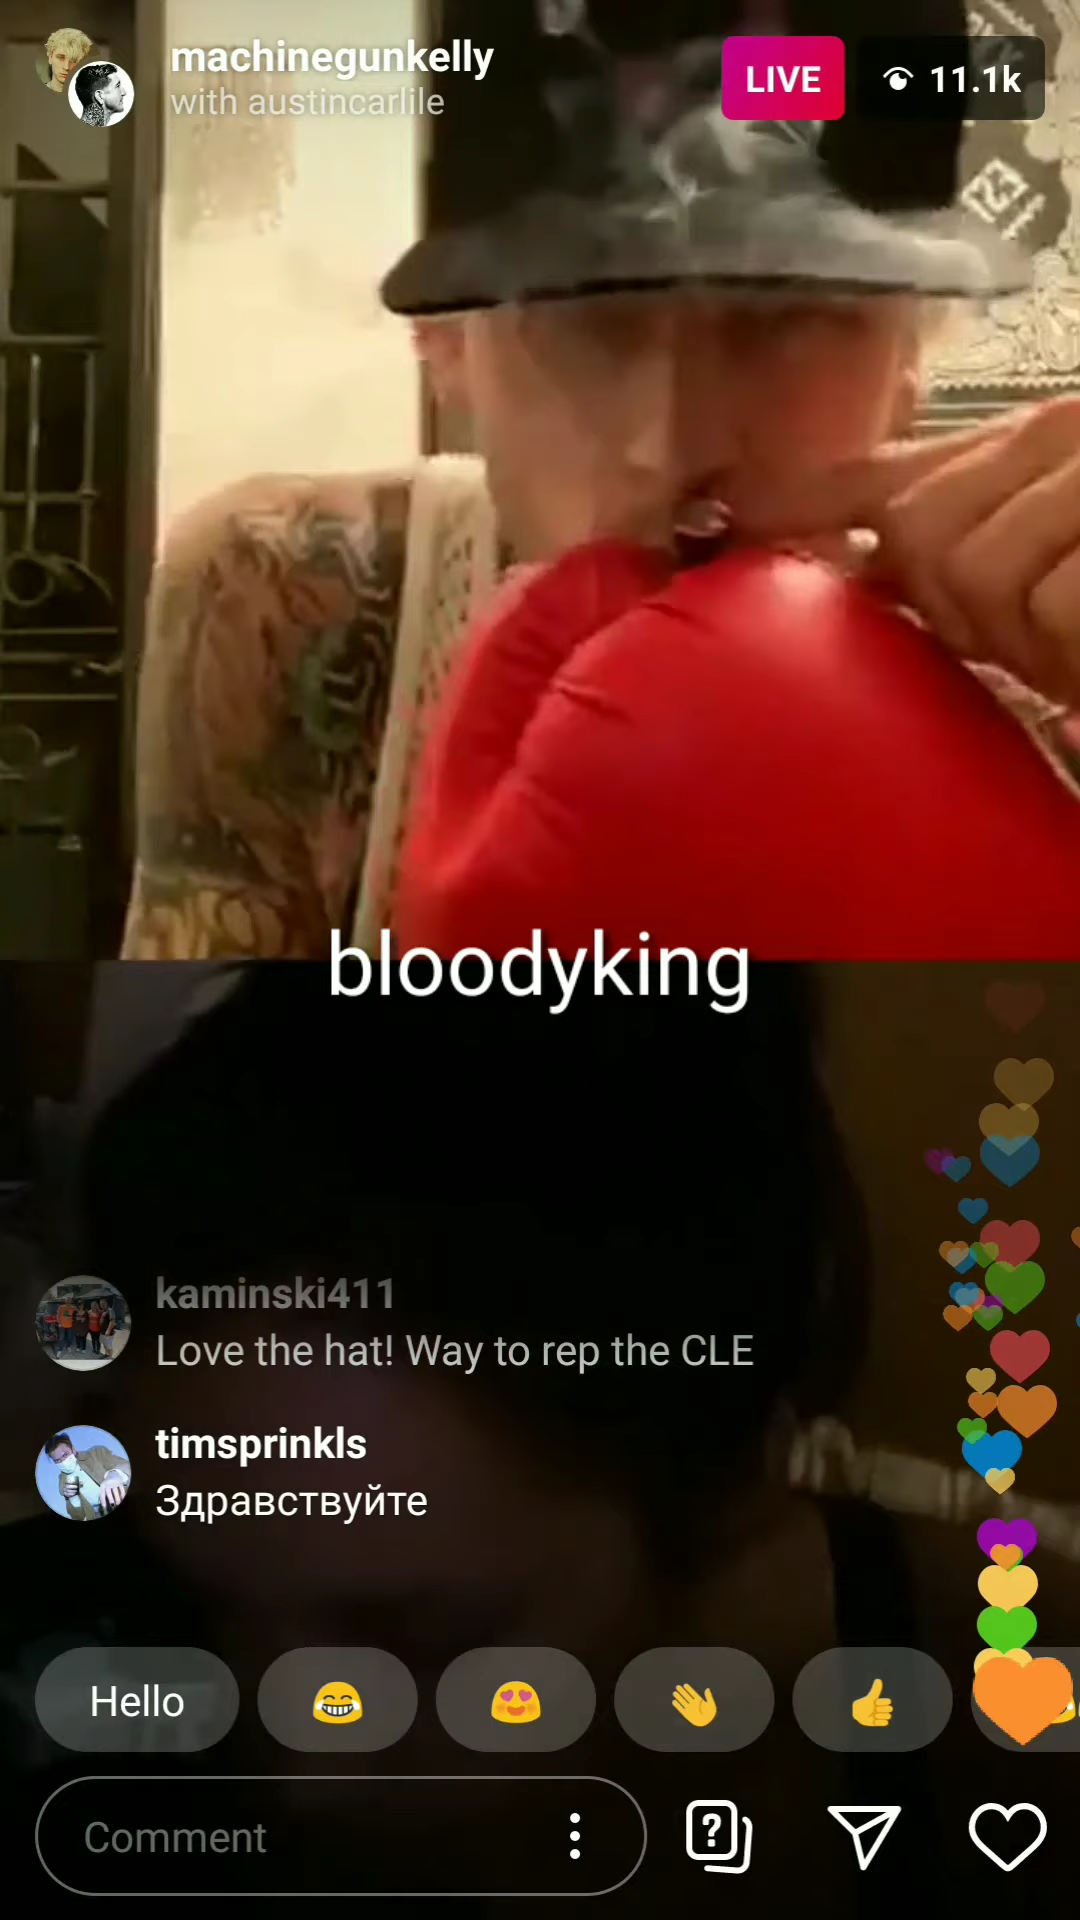 machinegunkelly
with austincarlile
LIVE
11.1k
bloodyking
kaminski411
Love the hat! Way to rep the CLE
timsprinkls
Здравствуйте
Hello
Comment